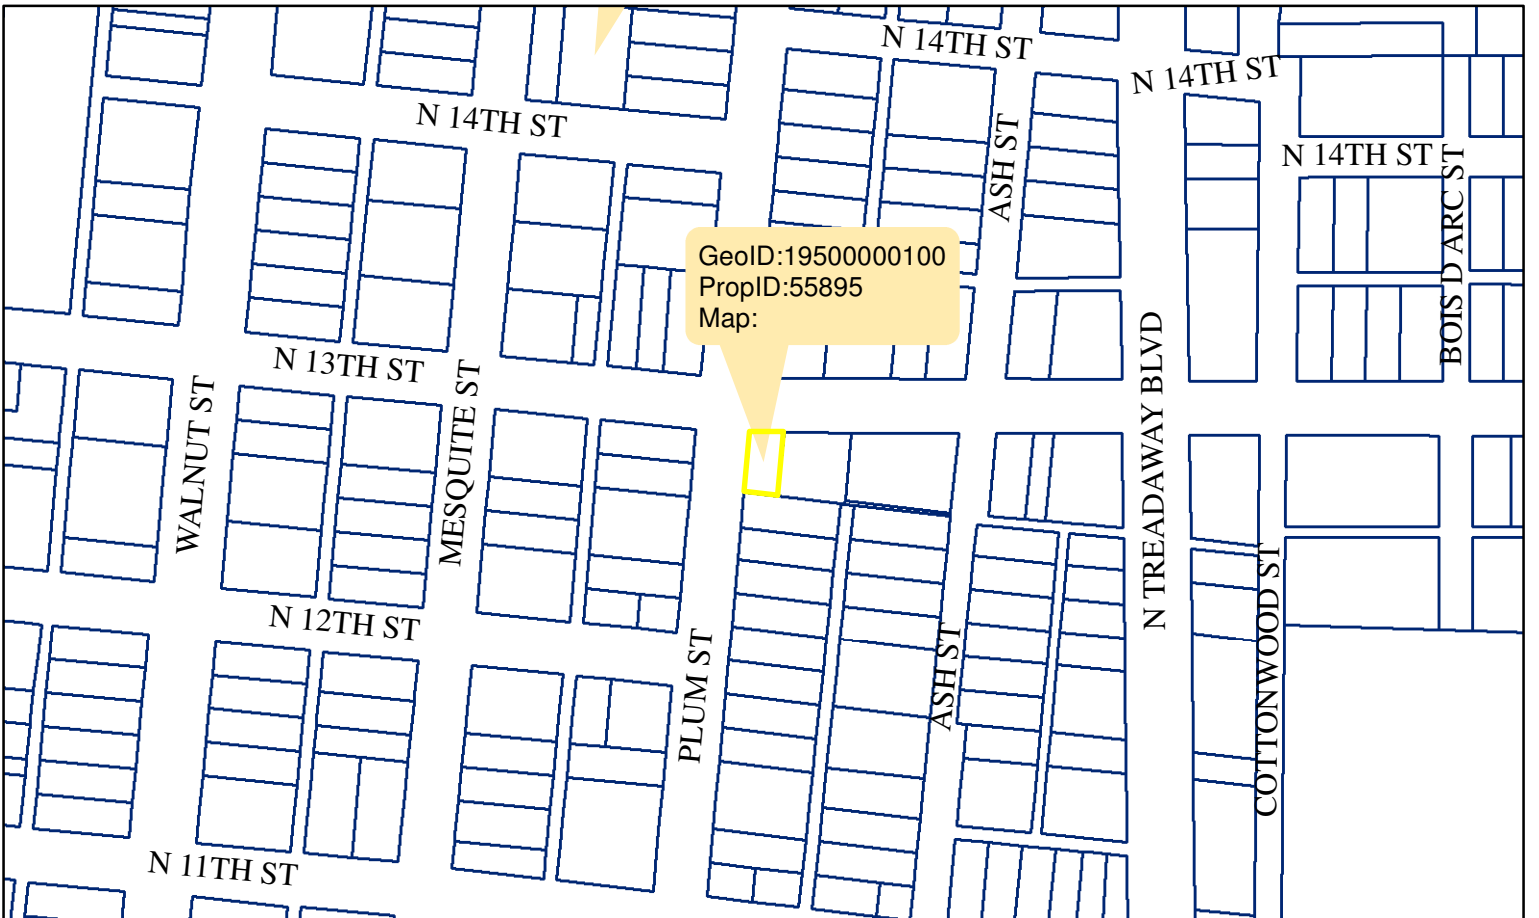 N 14TH ST
N 14TH ST
N 14TH ST
N 14TH ST
ASH ST
BOIS D ARC ST
GeoID:19500000100
PropID:55895
Map:
N 13TH ST
WALNUT ST
MESQUITE ST
N TREADAWAY BLVD
N 12TH ST
PLUM ST
ASH ST
COTTONWOOD ST
N 11TH ST